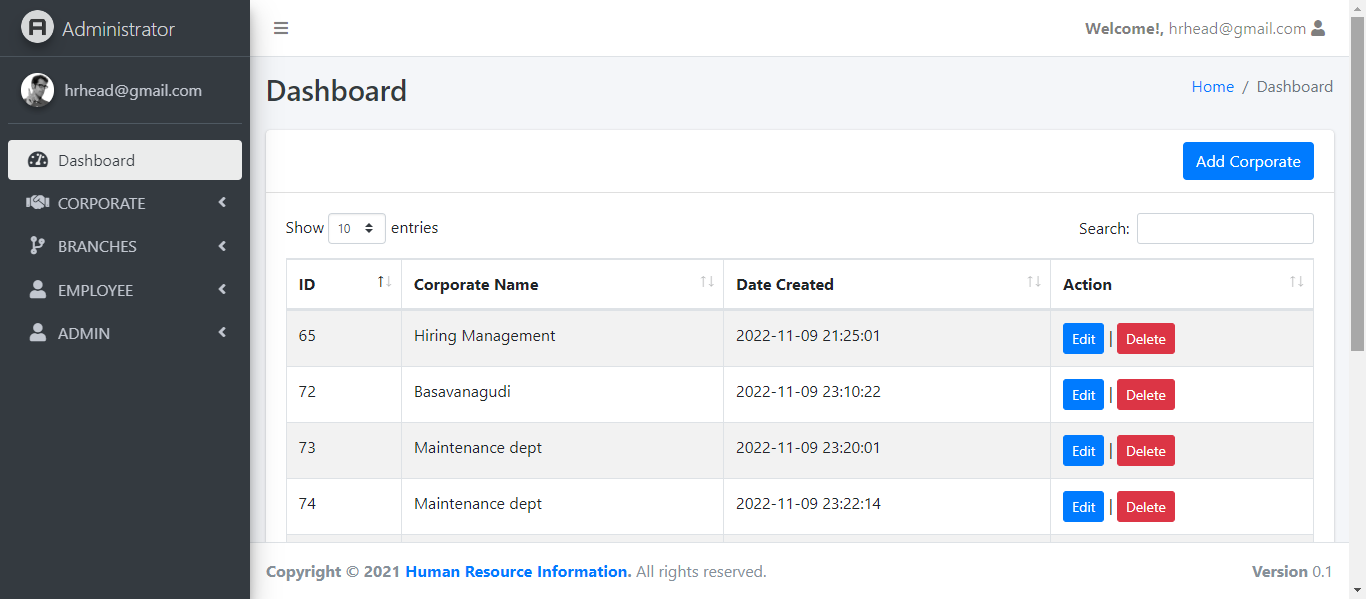 Administrator
Welcome!, hrhead@gmail.com
hrhead@gmail.com
Dashboard
Home / Dashboard
Dashboard
CORPORATE
BRANCHES
EMPLOYEE
ADMIN
Add Corporate
Show 10 entries
Search:
ID Corporate Name Date Created Action
65 Hiring Management 2022-11-09 21:25:01 Edit | Delete
72 Basavanagudi 2022-11-09 23:10:22 Edit | Delete
73 Maintenance dept 2022-11-09 23:20:01 Edit | Delete
74 Maintenance dept 2022-11-09 23:22:14 Edit | Delete
Copyright © 2021 Human Resource Information. All rights reserved.
Version 0.1